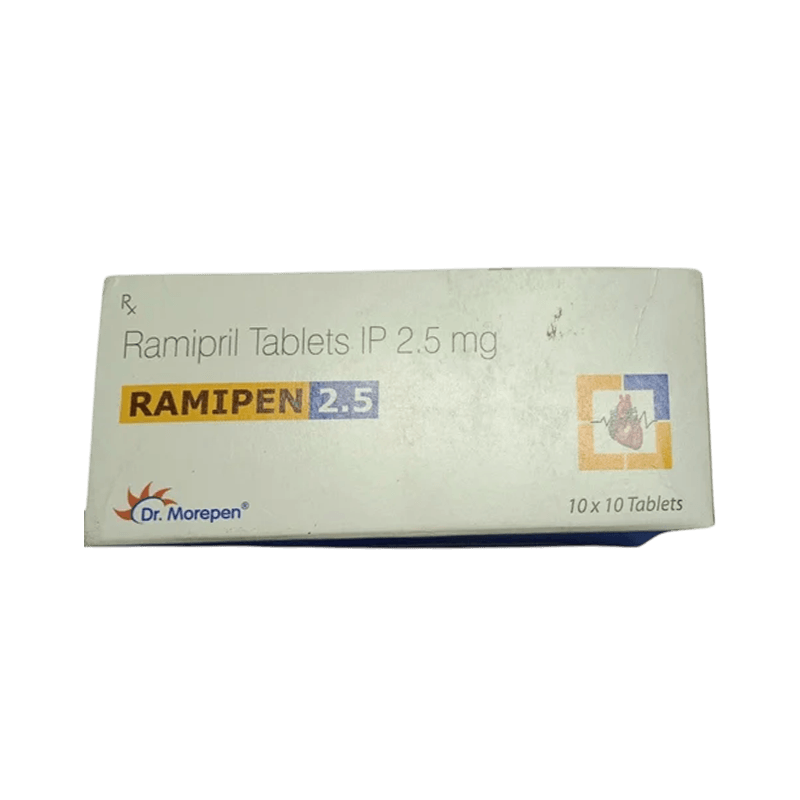 Rx
Ramipril Tablets IP 2.5 mg
RAMIPEN 2.5
Dr. Morepen®
10 x 10 Tablets